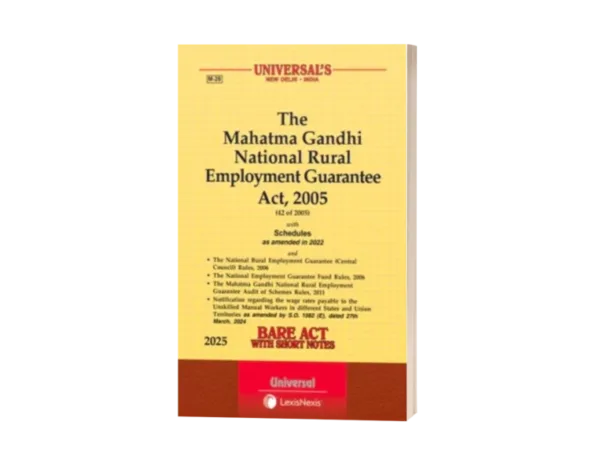 UNIVERSAL'S
NEW DELHI - INDIA
M-28
The
Mahatma Gandhi
National Rural
Employment Guarantee
Act, 2005
(42 of 2005)
with
Schedules
as amended in 2022
and
• The National Rural Employment Guarantee (Central
Council) Rules, 2006
• The National Employment Guarantee Fund Rules, 2006
• The Mahatma Gandhi National Rural Employment
Guarantee Audit of Schemes Rules, 2011
• Notification regarding the wage rates payable to the
Unskilled Manual Workers in different States and Union
Territories as amended by S.O. 1082 (E), dated 27th
March, 2024
2025
BARE ACT
WITH SHORT NOTES
Universal
LexisNexis